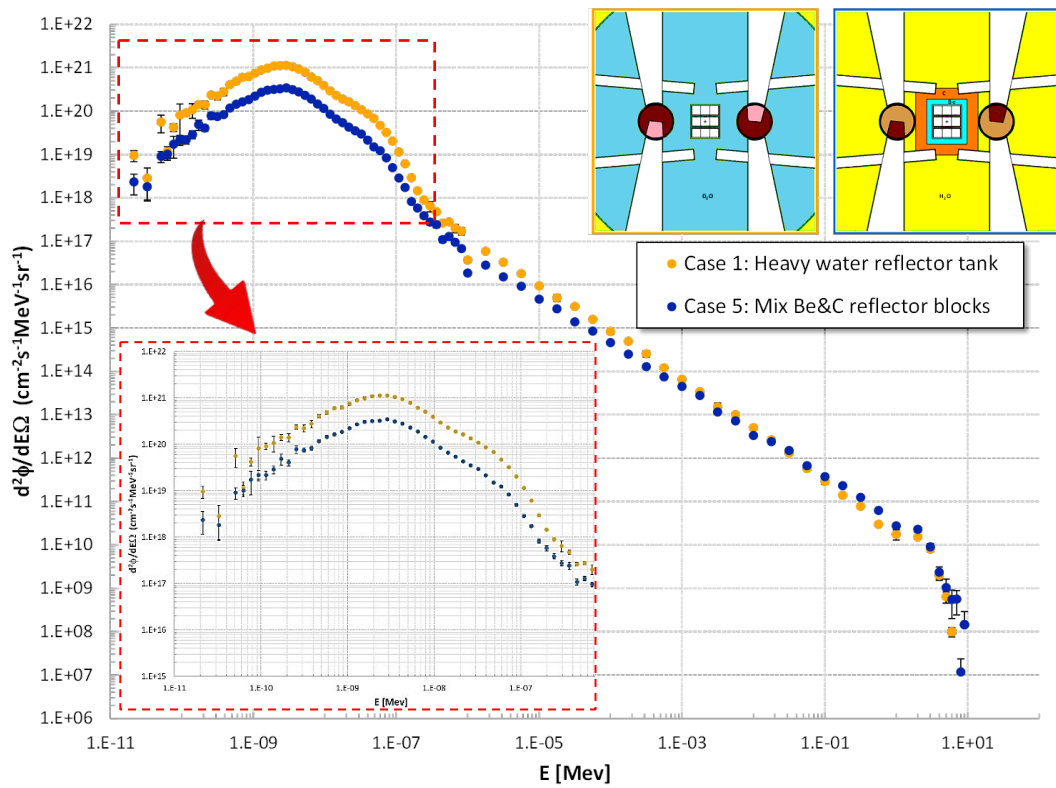 1.E+22
1.E+21
1.E+20
1.E+19
1.E+18
1.E+17
1.E+16
1.E+15
1.E+14
1.E+13
1.E+12
1.E+11
1.E+10
1.E+09
1.E+08
1.E+07
1.E+06
d²ϕ/dEΩ (cm⁻²s⁻¹MeV⁻¹sr⁻¹)
1.E-11
1.E-09
1.E-07
1.E-05
1.E-03
1.E-01
1.E+01
E [Mev]
D₂O
C
Be
H₂O
Case 1: Heavy water reflector tank
Case 5: Mix Be&C reflector blocks
1.E+22
1.E+21
1.E+20
1.E+19
1.E+18
1.E+17
1.E+16
1.E+15
d²ϕ/dEΩ (cm⁻²s⁻¹MeV⁻¹sr⁻¹)
1.E-11
1.E-10
1.E-09
1.E-08
1.E-07
E [Mev]